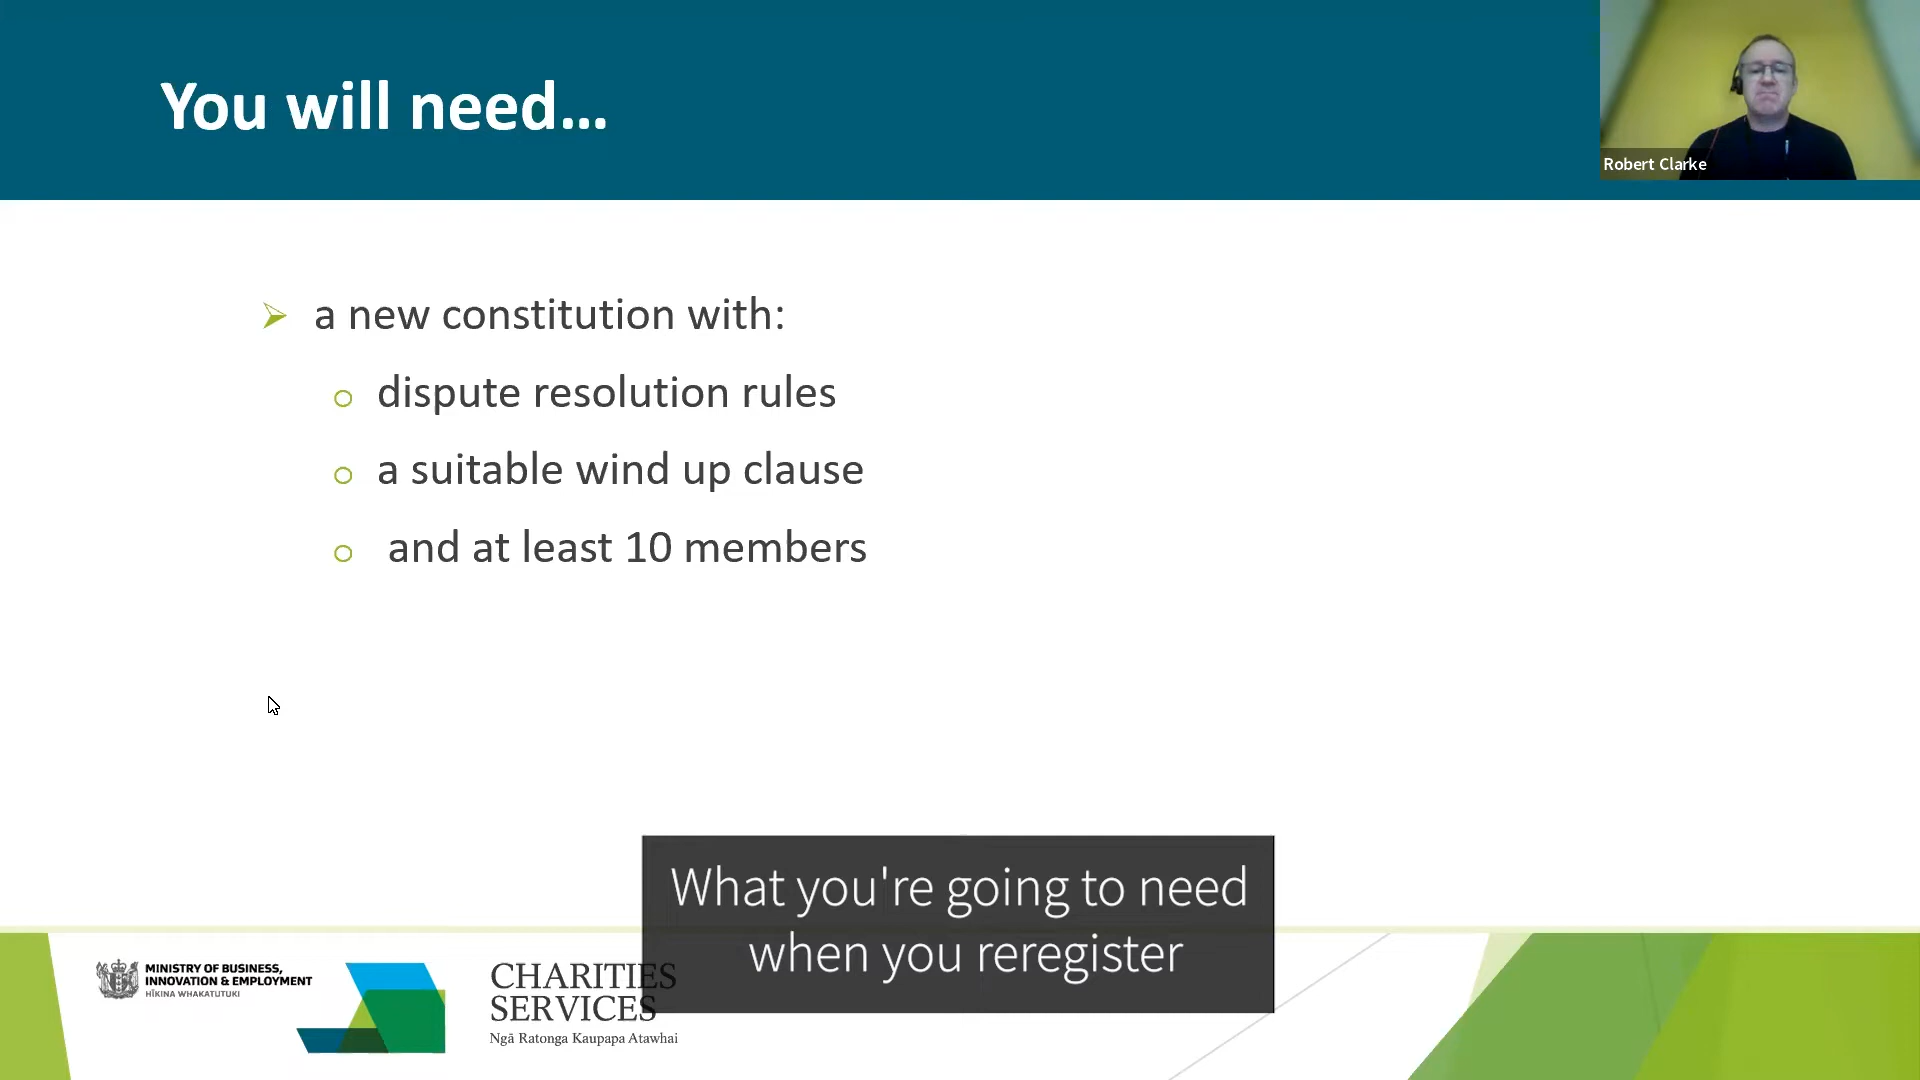 You will need...
Robert Clarke
a new constitution with:
dispute resolution rules
a suitable wind up clause
and at least 10 members
What you're going to need
when you reregister
MINISTRY OF BUSINESS,
INNOVATION & EMPLOYMENT
HĪKINA WHAKATUTUKI
CHARITIES
SERVICES
Ngā Ratonga Kaupapa Atawhai